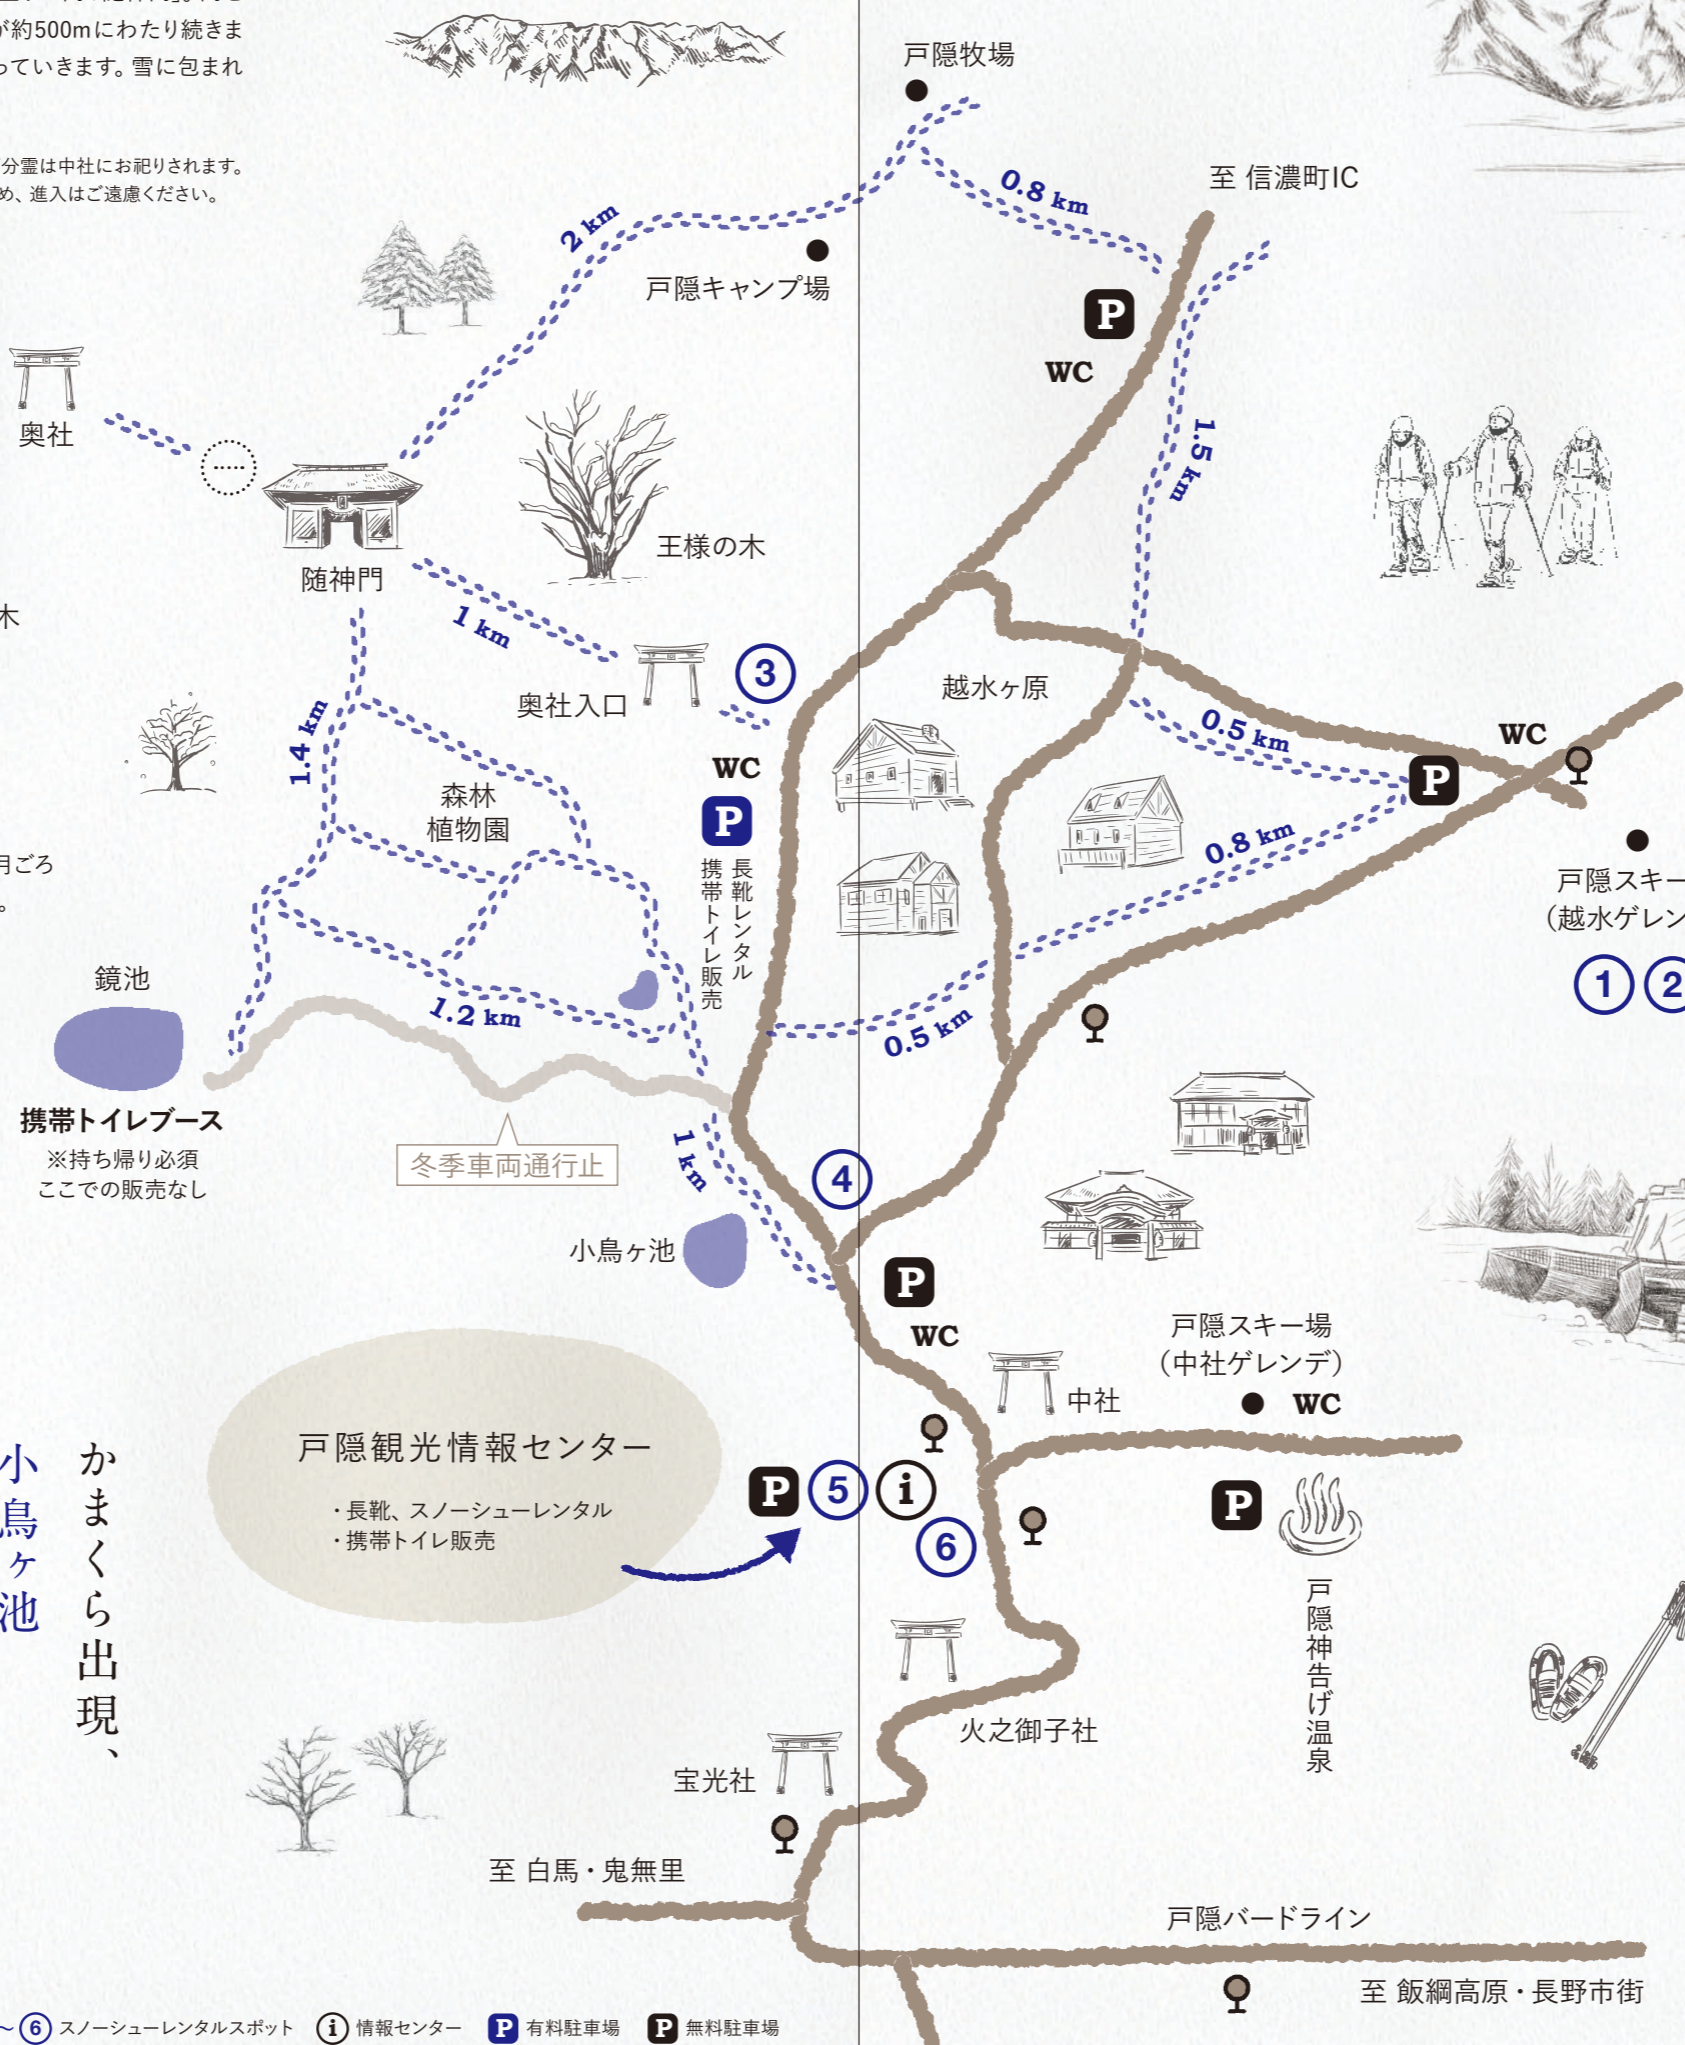 が約500mにわたり続きま
っていきます。雪に包まれ
分霊は中社にお祀りされます。
め、進入はご遠慮ください。
戸隠牧場
0.8 km
至 信濃町IC
2 km
戸隠キャンプ場
P
WC
奥社
1.5 km
王様の木
随神門
木
1 km
3
奥社入口
越水ヶ原
1.4 km
0.5 km
WC
WC
P
P
森林
植物園
長靴レンタル
携帯トイレ販売
0.8 km
月ごろ
。
戸隠スキー
（越水ゲレン
1 2
鏡池
1.2 km
0.5 km
携帯トイレブース
※持ち帰り必須
ここでの販売なし
冬季車両通行止
1 km
4
小鳥ヶ池
P
WC
戸隠スキー場
（中社ゲレンデ）
WC
中社
戸隠観光情報センター
・長靴、スノーシューレンタル
・携帯トイレ販売
P 5 i
6
P
戸隠神告げ温泉
かまくら出現、
小鳥ヶ池
火之御子社
宝光社
至 白馬・鬼無里
戸隠バードライン
至 飯綱高原・長野市街
〜6 スノーシューレンタルスポット i 情報センター P 有料駐車場 P 無料駐車場